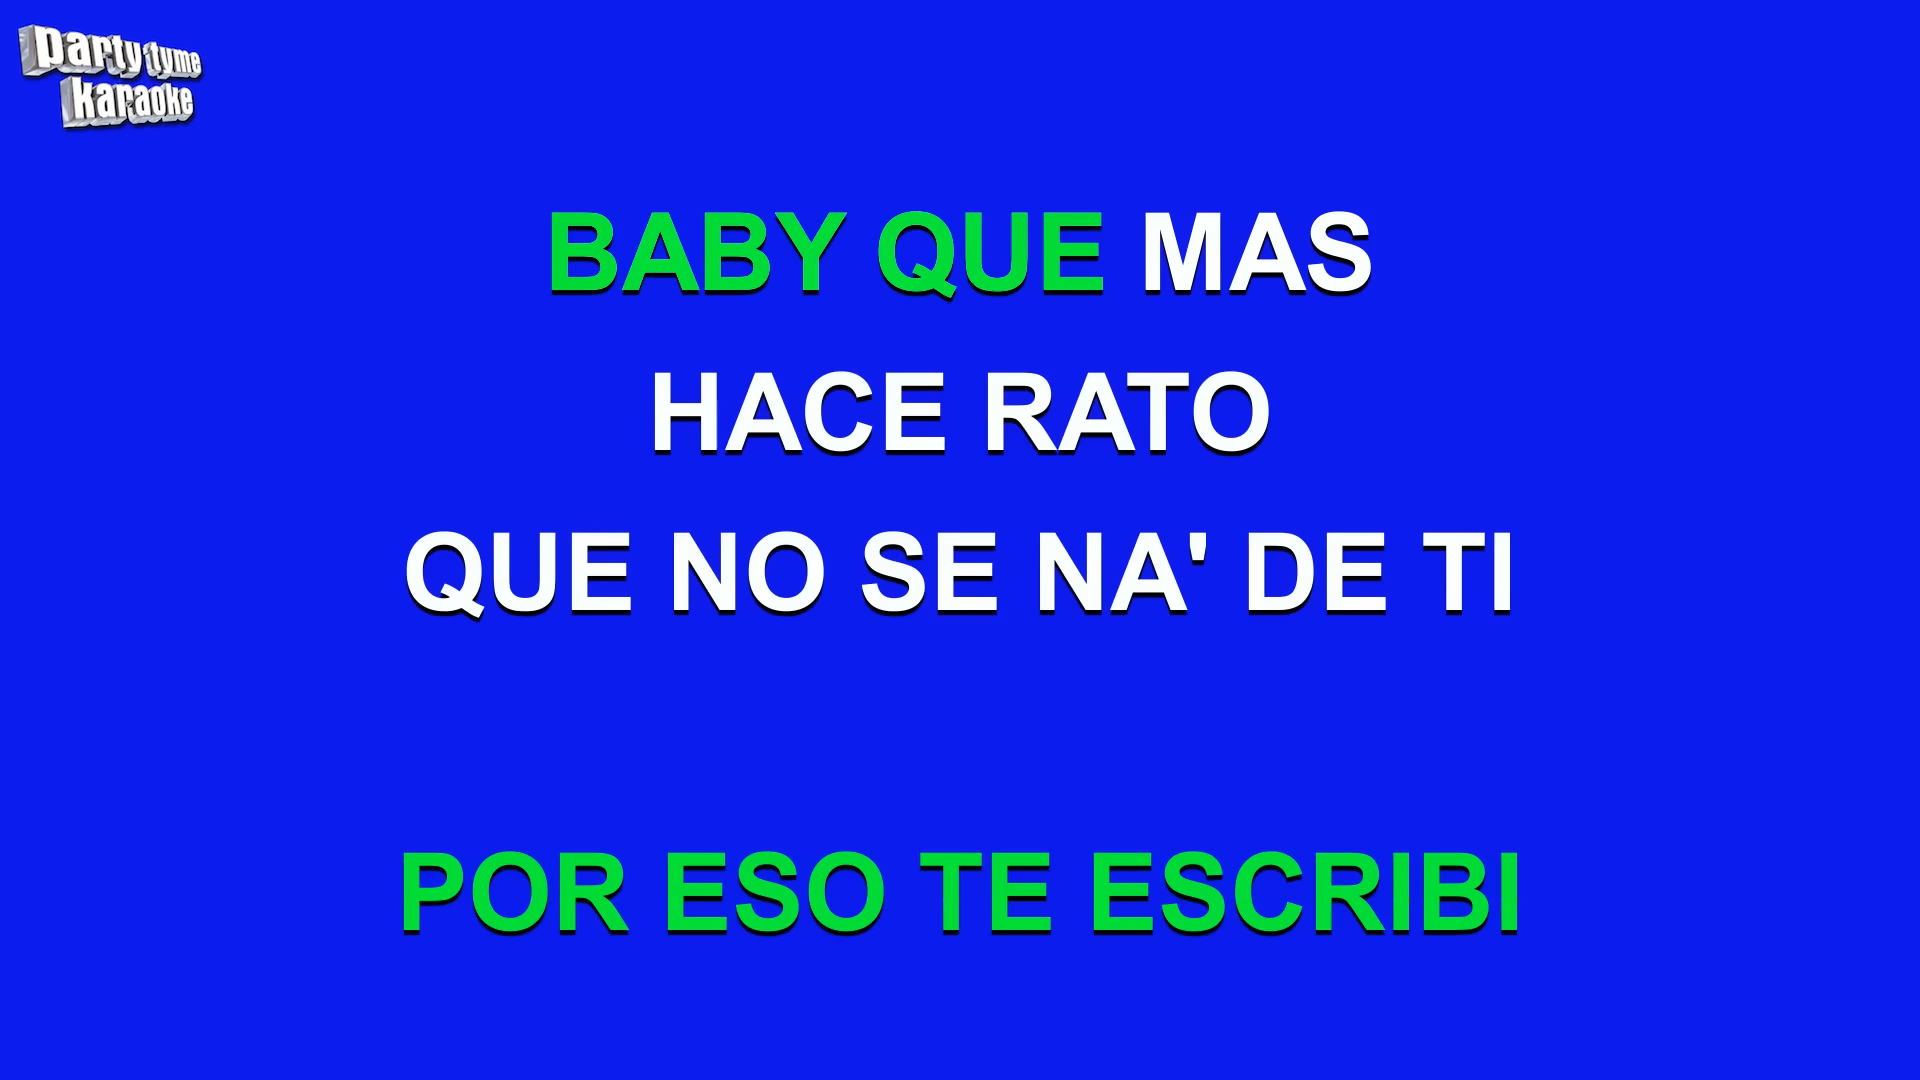 party tyme
karaoke
BABY QUE MAS
HACE RATO
QUE NO SE NA' DE TI
POR ESO TE ESCRIBI